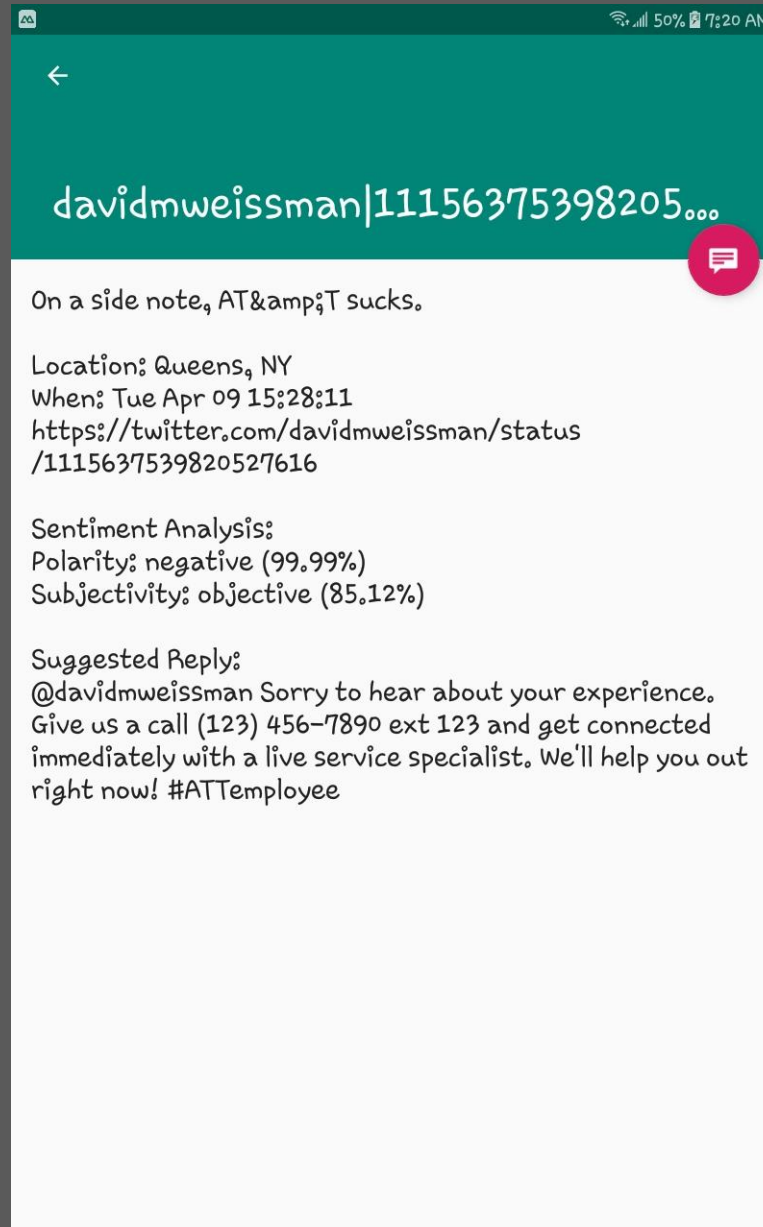 50% 7:20 AM
davidmweissman|11156375398205...
On a side note, AT&amp;T sucks.
Location: Queens, NY
When: Tue Apr 09 15:28:11
https://twitter.com/davidmweissman/status
/1115637539820527616
Sentiment Analysis:
Polarity: negative (99.99%)
Subjectivity: objective (85.12%)
Suggested Reply:
@davidmweissman Sorry to hear about your experience.
Give us a call (123) 456-7890 ext 123 and get connected
immediately with a live service specialist. We'll help you out
right now! #ATTemployee